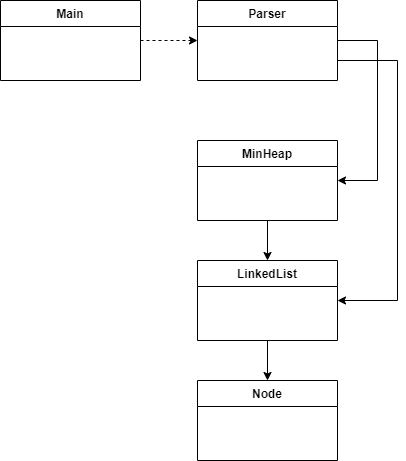 Main
Parser
MinHeap
LinkedList
Node